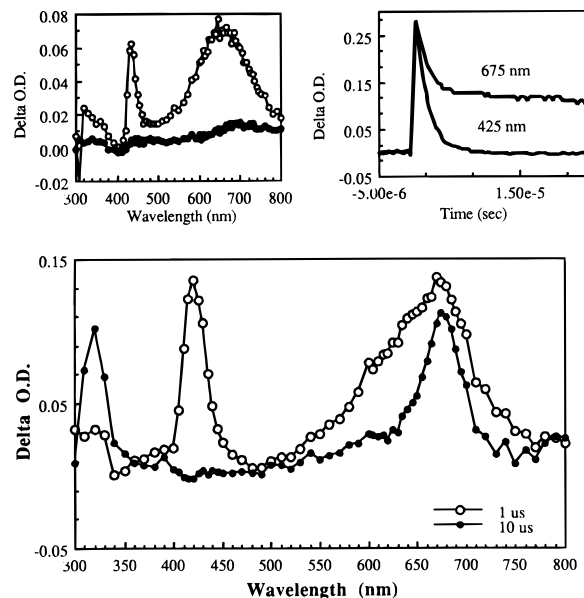 Delta O.D.
0.08
0.06
0.04
0.02
0.00
-0.02
300 400 500 600 700 800
Wavelength (nm)
Delta O.D.
0.25
0.15
0.05
-0.05
675 nm
425 nm
-5.00e-6 1.50e-5
Time (sec)
Delta O.D.
0.15
0.05
-0.05
1 us
10 us
300 350 400 450 500 550 600 650 700 750 800
Wavelength (nm)